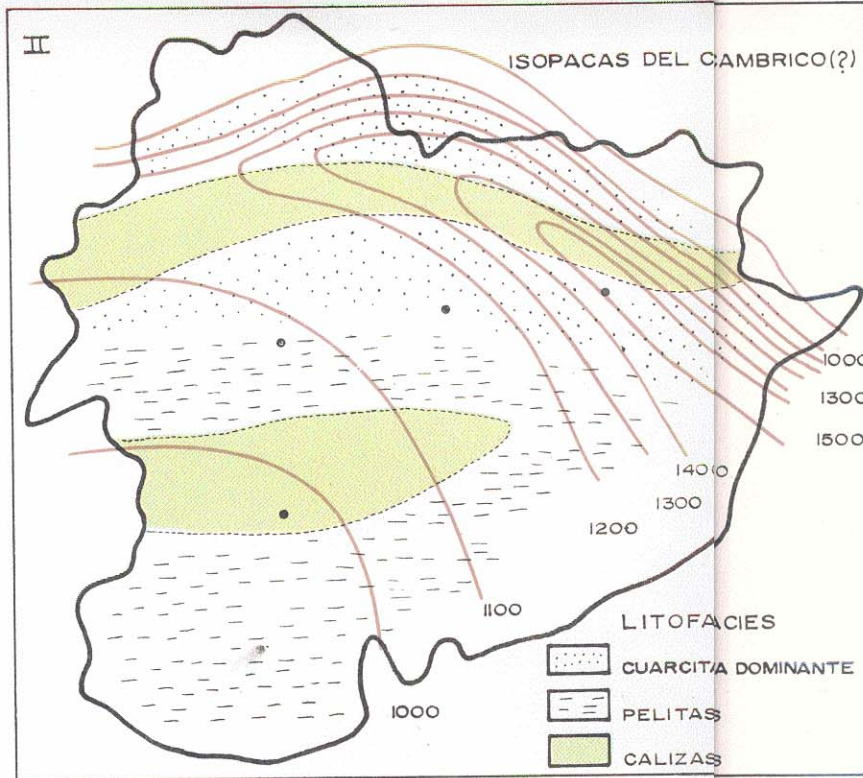 II
ISOPACAS DEL CAMBRICO(?)
1000
1300
1500
1400
1300
1200
1100
1000
LITOFACIES
CUARCITA DOMINANTE
PELITAS
CALIZAS